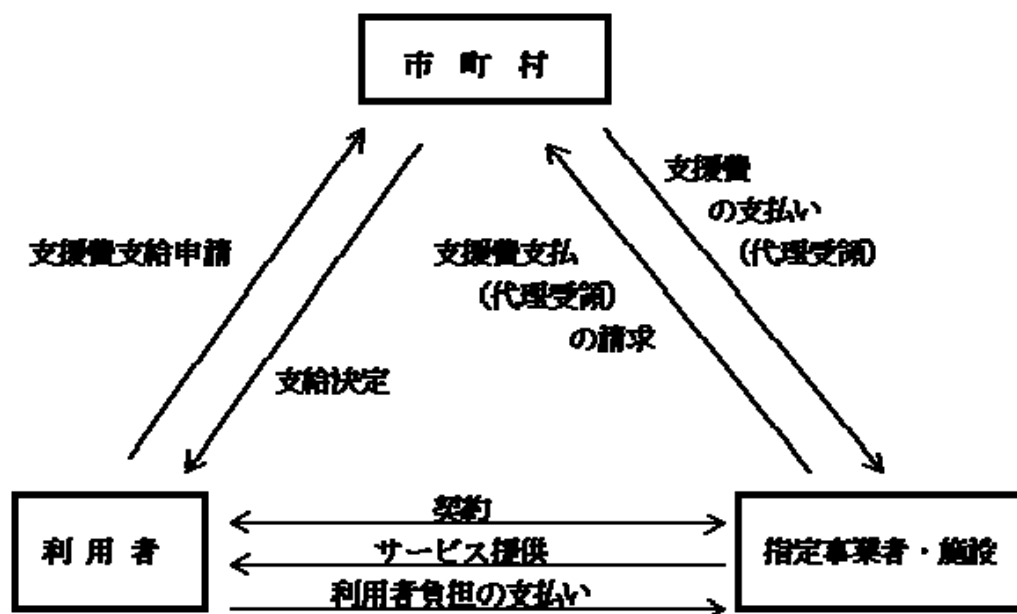 市 町 村
支援費
の支払い
(代理受領)
支援費支給申請
支援費支払
(代理受領)
の請求
支給決定
契約
利 用 者
サービス提供
指定事業者・施設
利用者負担の支払い